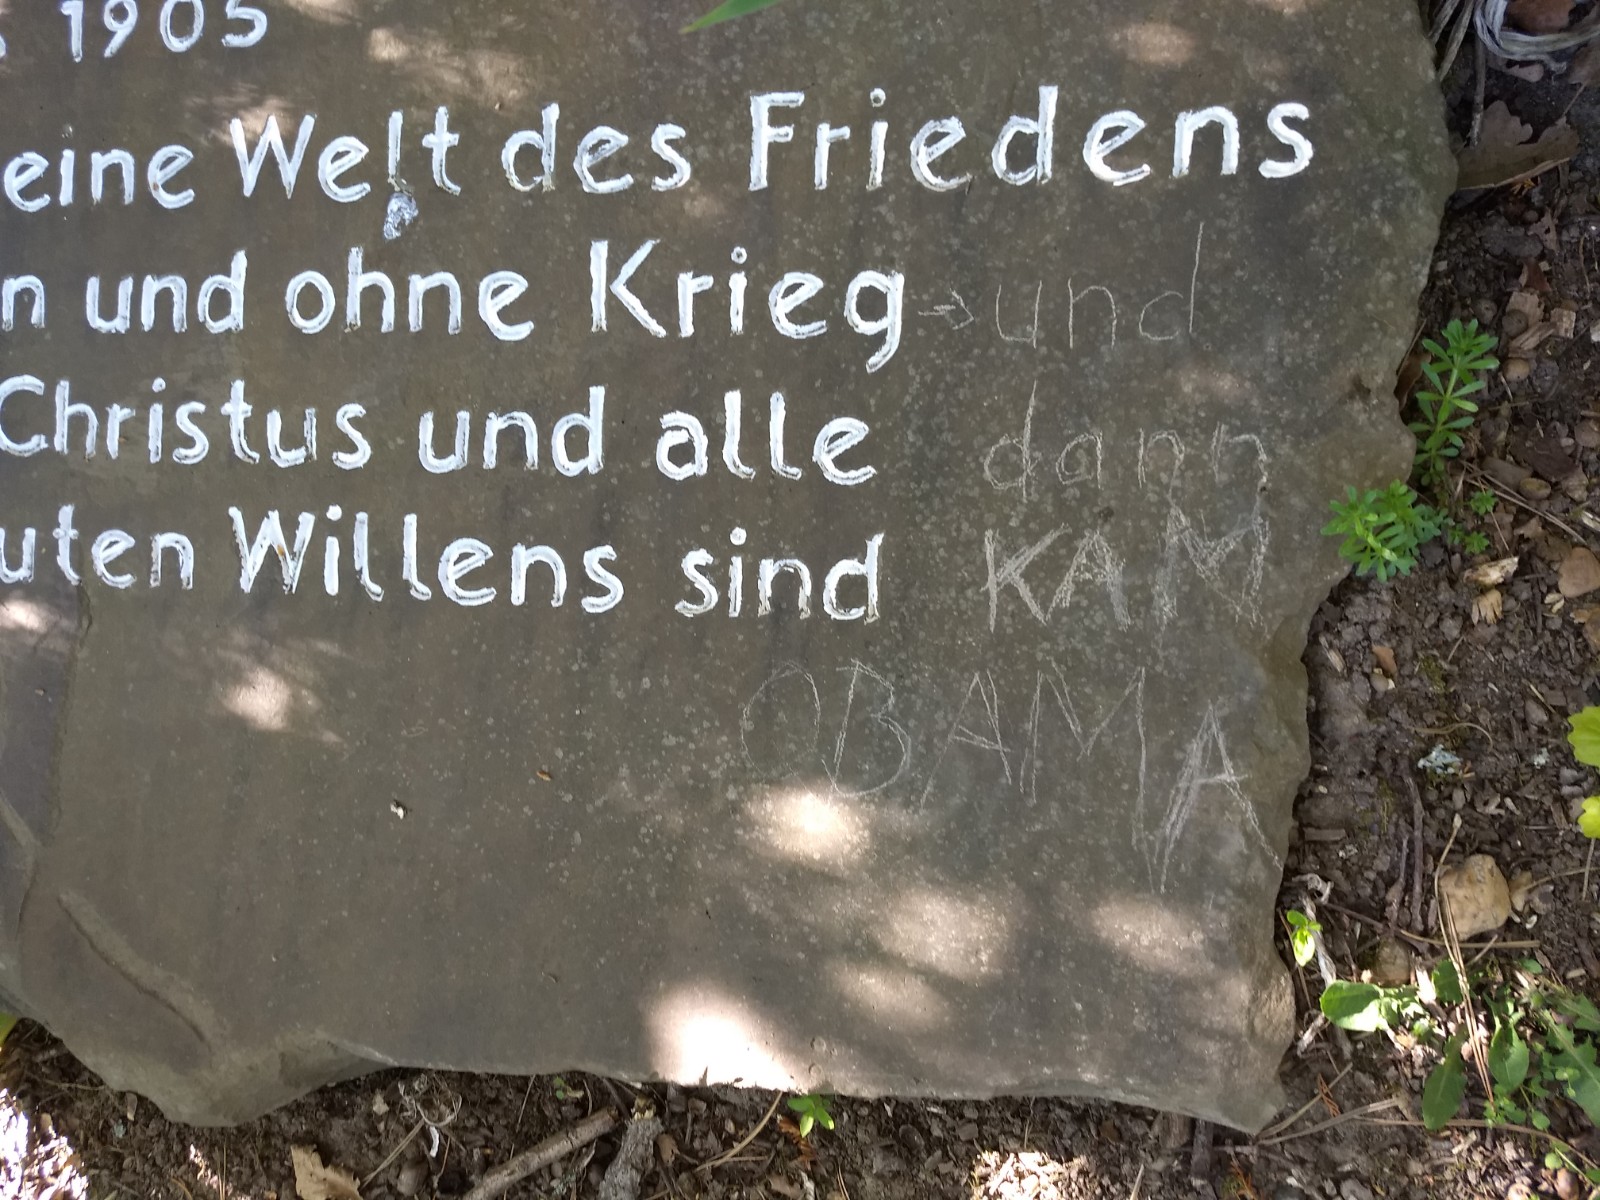 1905
eine Welt des Friedens
n und ohne Krieg → und
Christus und alle dann
uten Willens sind KAM
OBAMA